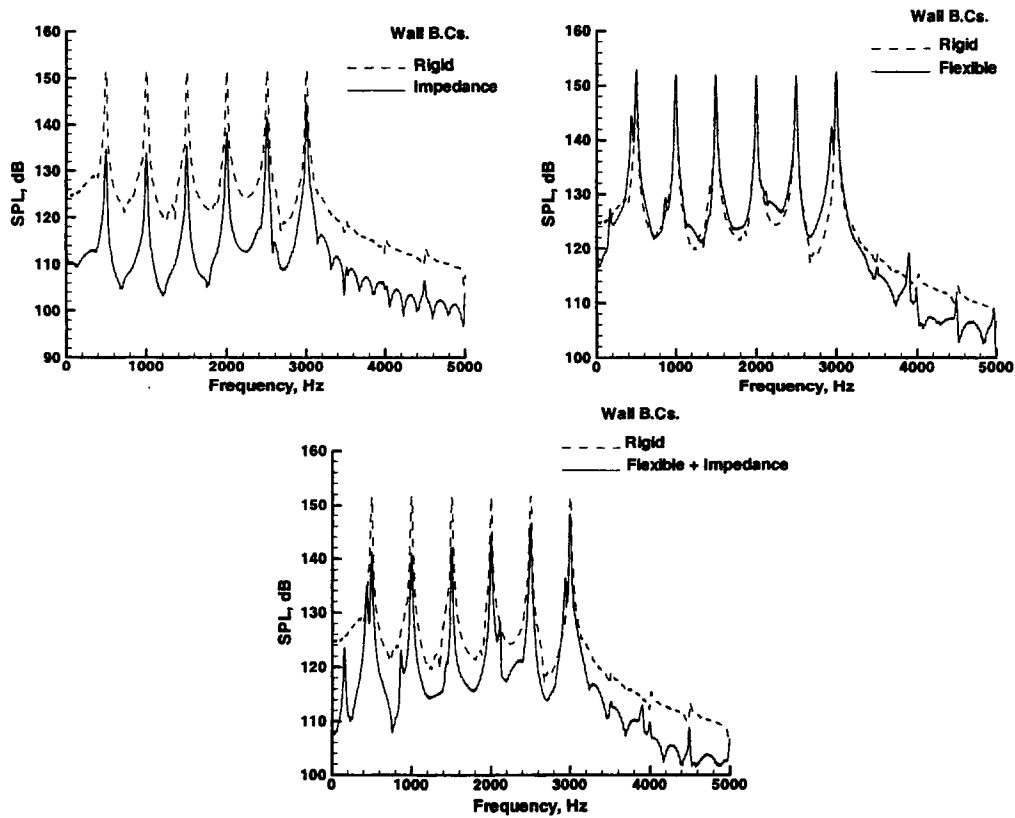 Wall B.Cs.
Rigid
Impedance
160
150
140
130
120
110
100
90
SPL, dB
0
1000
2000
3000
4000
5000
Frequency, Hz
Wall B.Cs.
Rigid
Flexible
160
150
140
130
120
110
100
SPL, dB
0
1000
2000
3000
4000
5000
Frequency, Hz
Wall B.Cs.
Rigid
Flexible + Impedance
160
150
140
130
120
110
100
SPL, dB
0
1000
2000
3000
4000
5000
Frequency, Hz